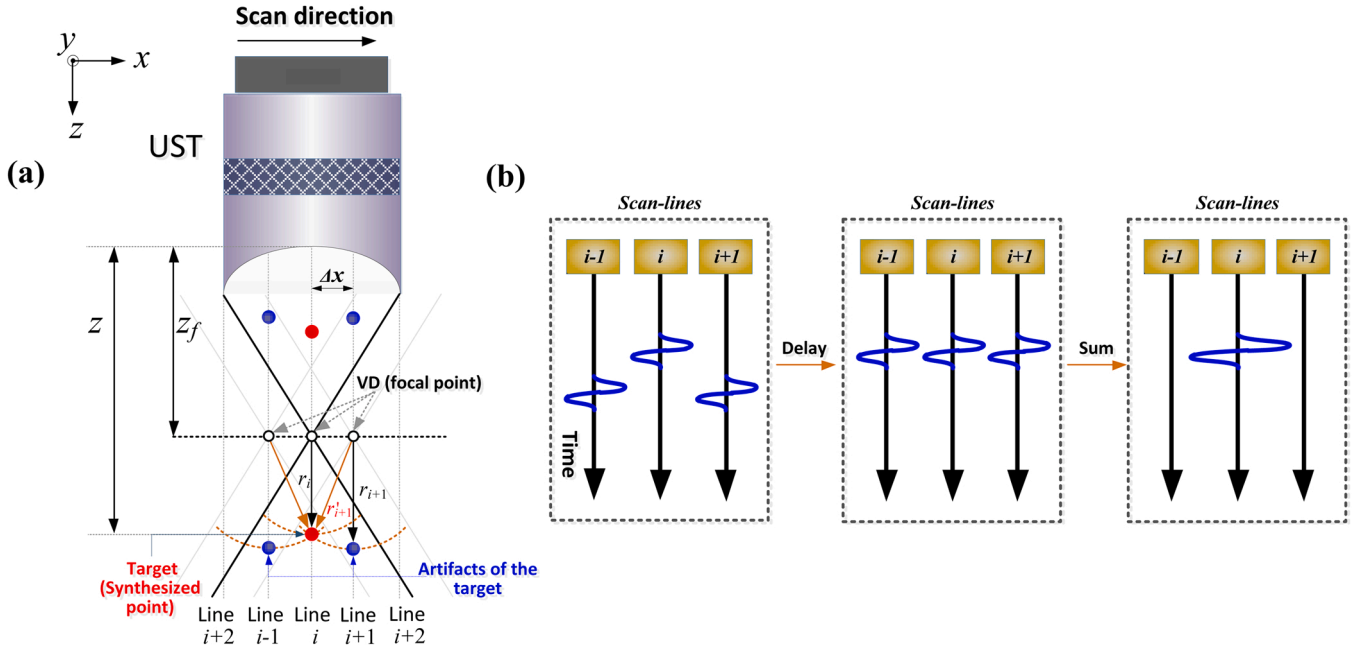 Scan direction
y
x
z
UST
(a)
Δx
z
z_f
VD (focal point)
r_i
r_{i+1}
r'_{i+1}
Target
(Synthesized
point)
Artifacts of the
target
Line
i+2
Line
i-1
Line
i
Line
i+1
Line
i+2
(b)
Scan-lines
i-1
i
i+1
Time
Delay
Scan-lines
i-1
i
i+1
Sum
Scan-lines
i-1
i
i+1